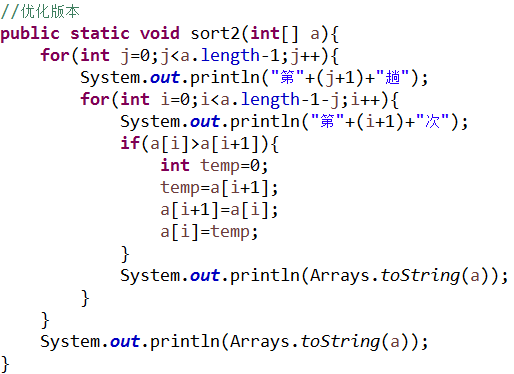 //优化版本
public static void sort2(int[] a){
    for(int j=0;j<a.length-1;j++){
        System.out.println("第"+(j+1)+"趟");
        for(int i=0;i<a.length-1-j;i++){
            System.out.println("第"+(i+1)+"次");
            if(a[i]>a[i+1]){
                int temp=0;
                temp=a[i+1];
                a[i+1]=a[i];
                a[i]=temp;
            }
            System.out.println(Arrays.toString(a));
        }
    }
    System.out.println(Arrays.toString(a));
}